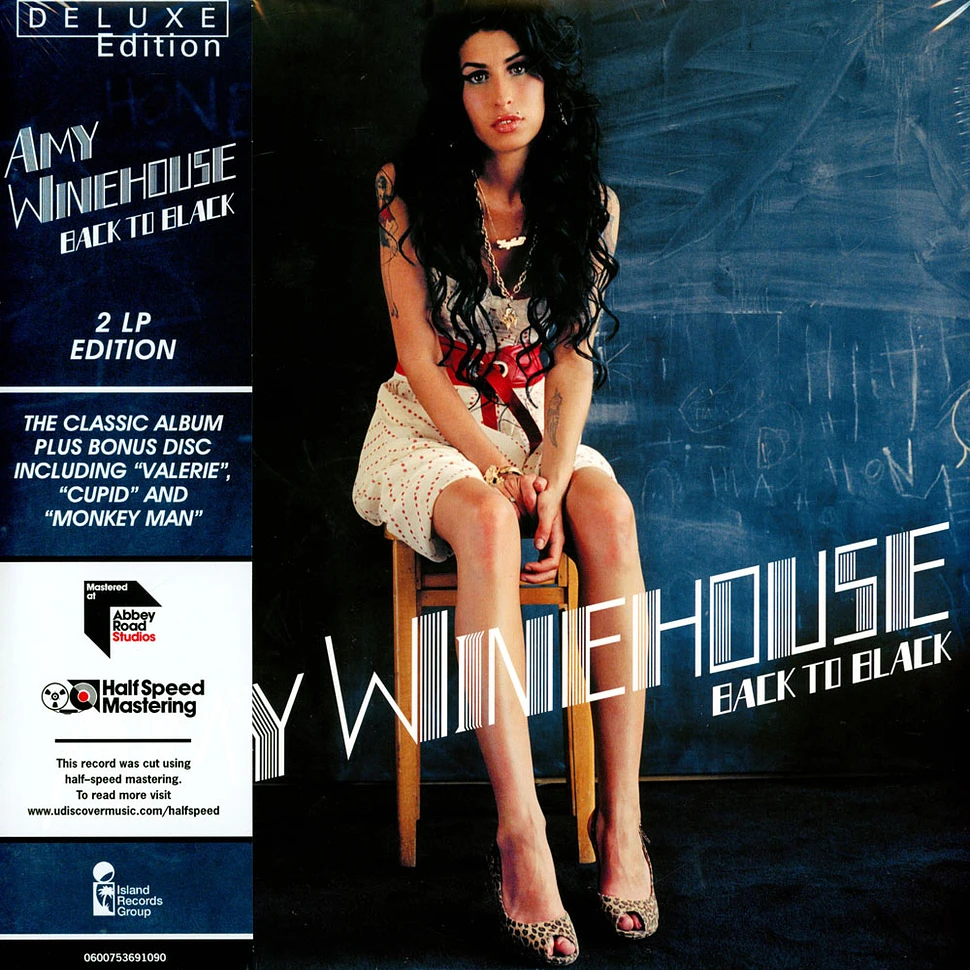 DELUXE
Edition
AMY
WINEHOUSE
BACK TO BLACK
2 LP
EDITION
THE CLASSIC ALBUM
PLUS BONUS DISC
INCLUDING “VALERIE”,
“CUPID” AND
“MONKEY MAN”
Mastered
at
Abbey
Road
Studios
Half Speed
Mastering
This record was cut using
half-speed mastering.
To read more visit
www.udiscovermusic.com/halfspeed
Island
Records
Group
0600753691090
Y WINEHOUSE
BACK TO BLACK